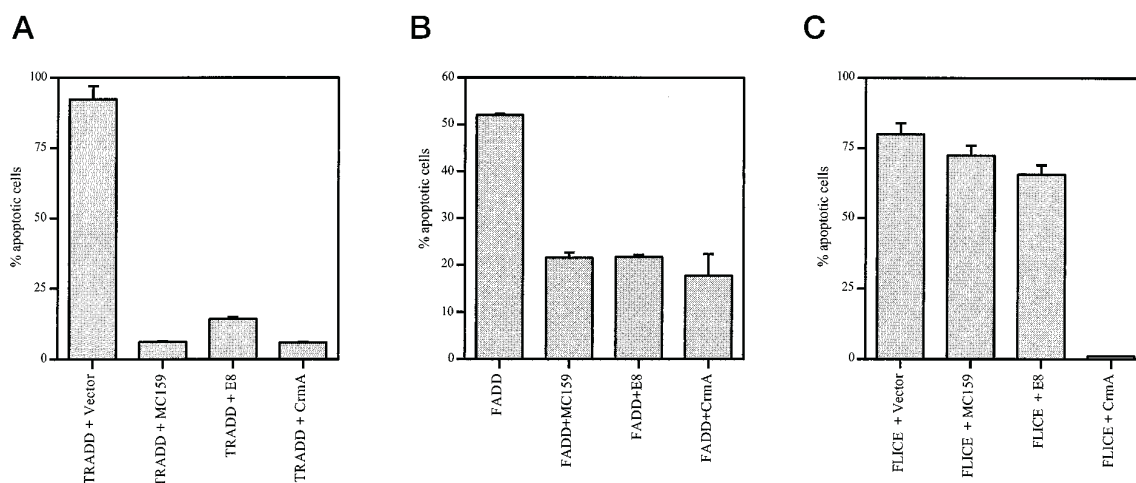 A
B
C
% apoptotic cells
100
75
50
25
0
TRADD + Vector
TRADD + MC159
TRADD + E8
TRADD + CrmA
% apoptotic cells
60
50
40
30
20
10
0
FADD
FADD+MC159
FADD+E8
FADD+CrmA
% apoptotic cells
100
75
50
25
0
FLICE + Vector
FLICE + MC159
FLICE + E8
FLICE + CrmA